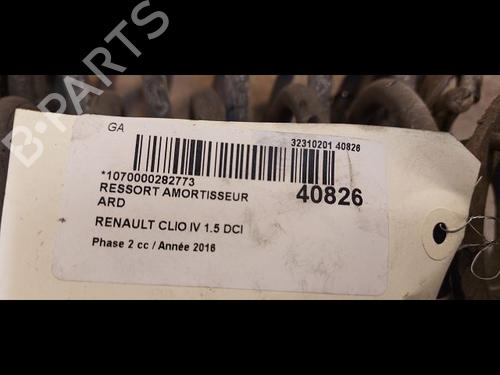 GA
32310201 40826
*1070000282773
RESSORT AMORTISSEUR
ARD
40826
RENAULT CLIO IV 1.5 DCI
Phase 2 cc / Année 2016
B-PARTS